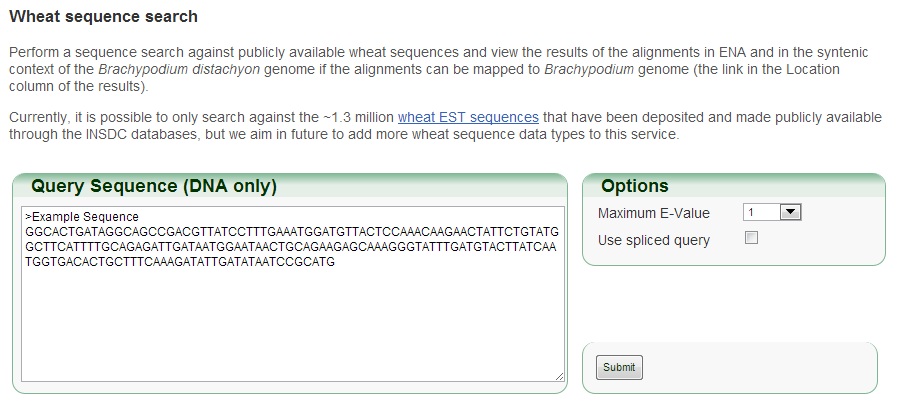 Wheat sequence search
Perform a sequence search against publicly available wheat sequences and view the results of the alignments in ENA and in the syntenic
context of the Brachypodium distachyon genome if the alignments can be mapped to Brachypodium genome (the link in the Location
column of the results).
Currently, it is possible to only search against the ~1.3 million wheat EST sequences that have been deposited and made publicly available
through the INSDC databases, but we aim in future to add more wheat sequence data types to this service.
Query Sequence (DNA only)
>Example Sequence
GGCACTGATAGGCAGCCGACGTTATCCTTTGAAATGGATGTTACTCCAAACAAGAACTATTCTGTATG
GCTTCATTTTGCAGAGATTGATAATGGAATAACTGCAGAAGAGCAAAGGGTATTTGATGTACTTATCAA
TGGTGACACTGCTTTCAAAGATATTGATATAATCCGCATG
Options
Maximum E-Value 1
Use spliced query
Submit